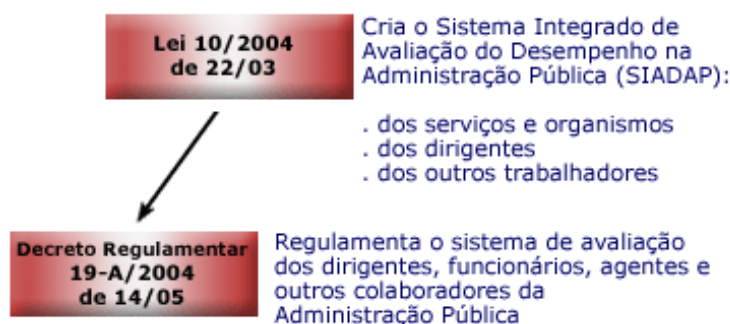 Lei 10/2004
de 22/03
Cria o Sistema Integrado de
Avaliação do Desempenho na
Administração Pública (SIADAP):
. dos serviços e organismos
. dos dirigentes
. dos outros trabalhadores
Decreto Regulamentar
19-A/2004
de 14/05
Regulamenta o sistema de avaliação
dos dirigentes, funcionários, agentes e
outros colaboradores da
Administração Pública